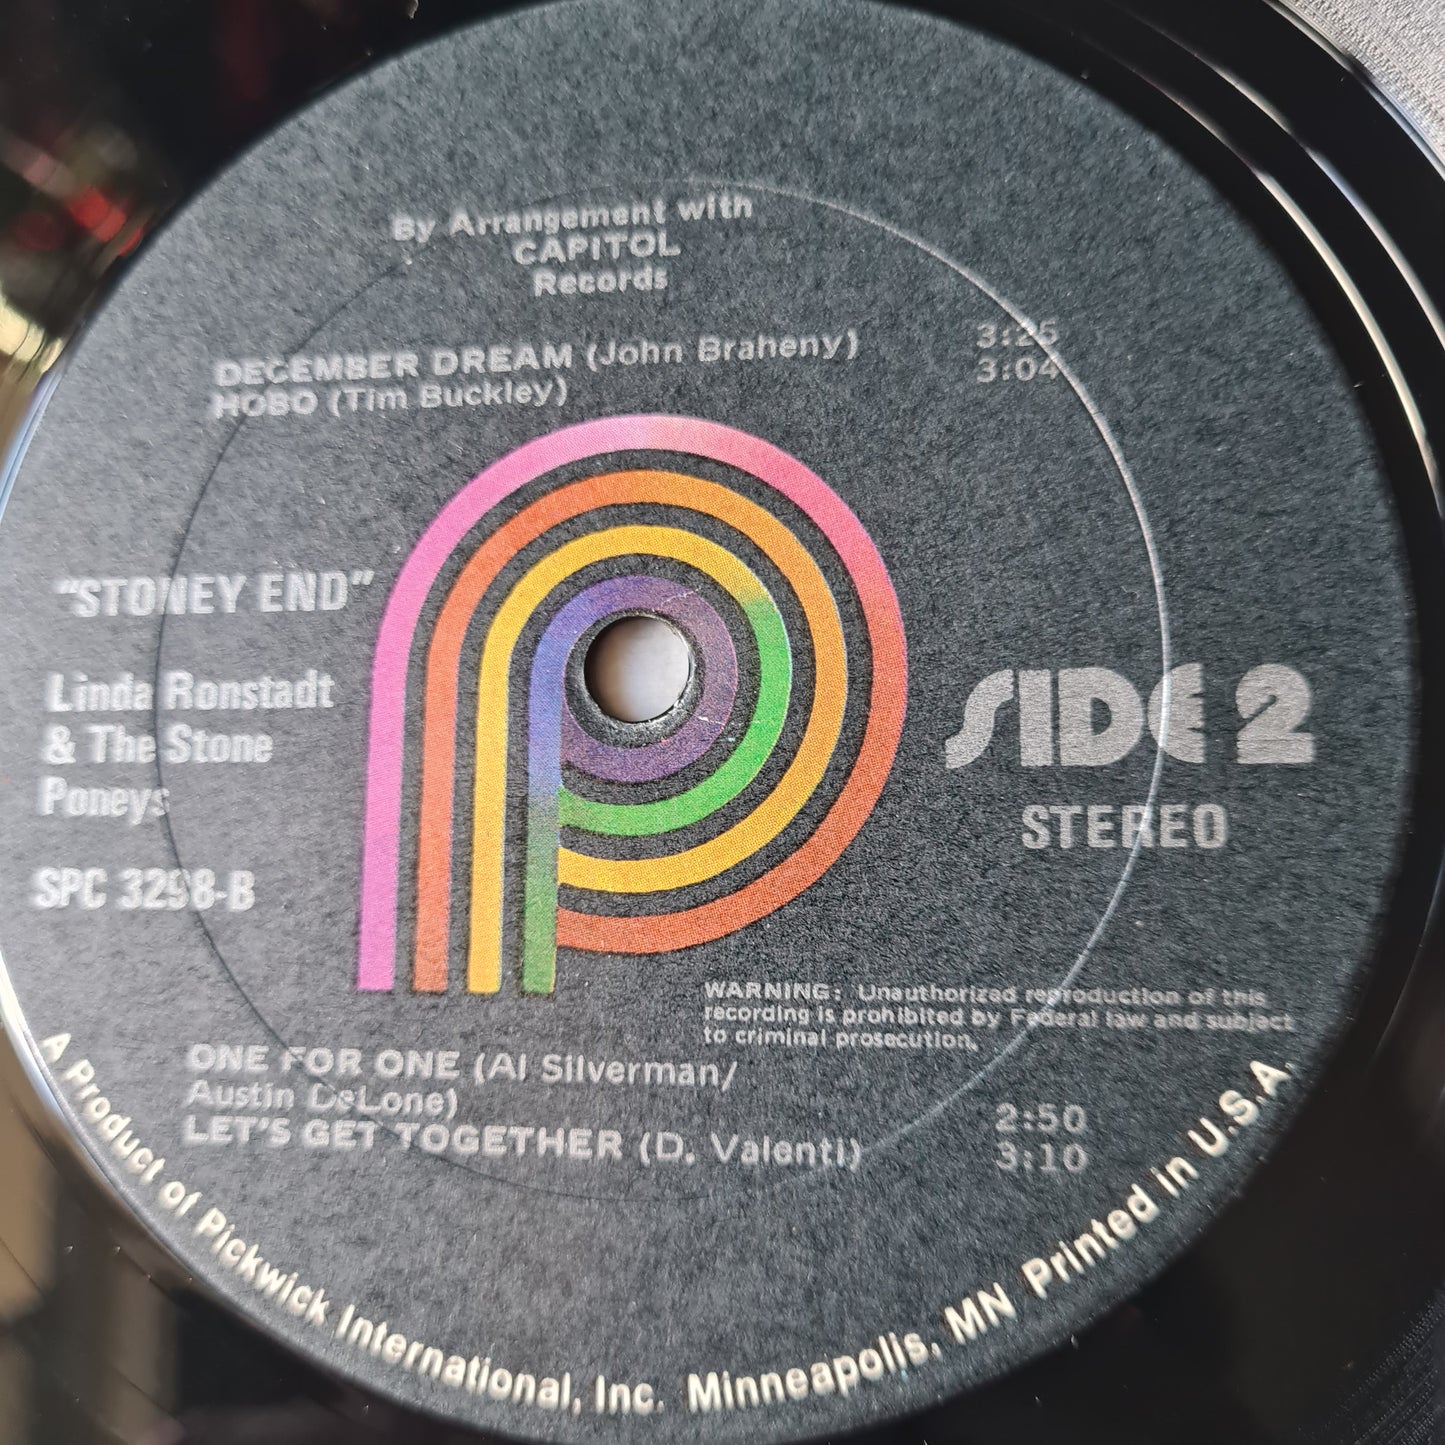 By Arrangement with
CAPITOL
Records
DECEMBER DREAM (John Braheny) 3:25
HOBO (Tim Buckley) 3:04
"STONEY END"
Linda Ronstadt
& The Stone
Poneys
SPC 3298-B
SIDE 2
STEREO
WARNING: Unauthorized reproduction of this
recording is prohibited by Federal law and subject
to criminal prosecution.
ONE FOR ONE (Al Silverman/
Austin DeLone) 2:50
LET'S GET TOGETHER (D. Valenti) 3:10
A Product of Pickwick International, Inc. Minneapolis, MN Printed in U.S.A.